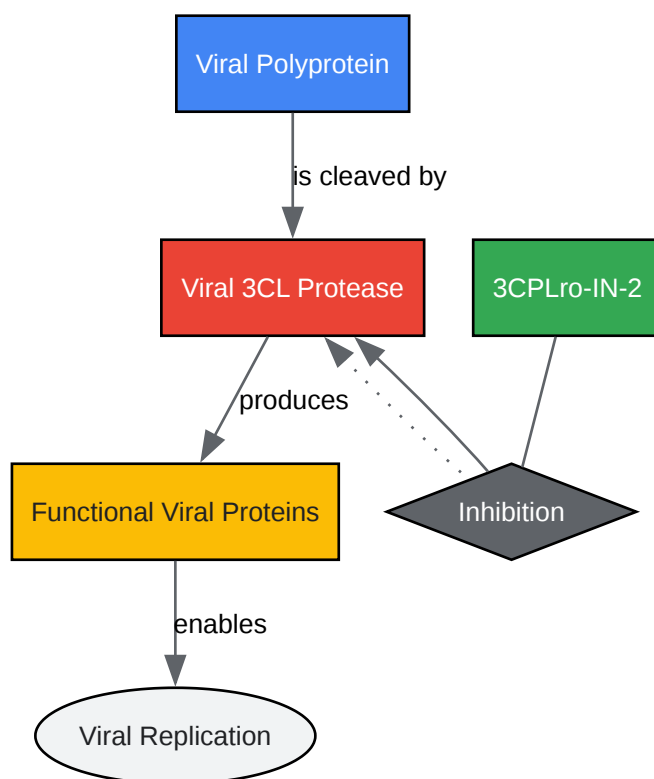 Viral Polyprotein
is cleaved by
Viral 3CL Protease
3CPLro-IN-2
produces
Functional Viral Proteins
Inhibition
enables
Viral Replication